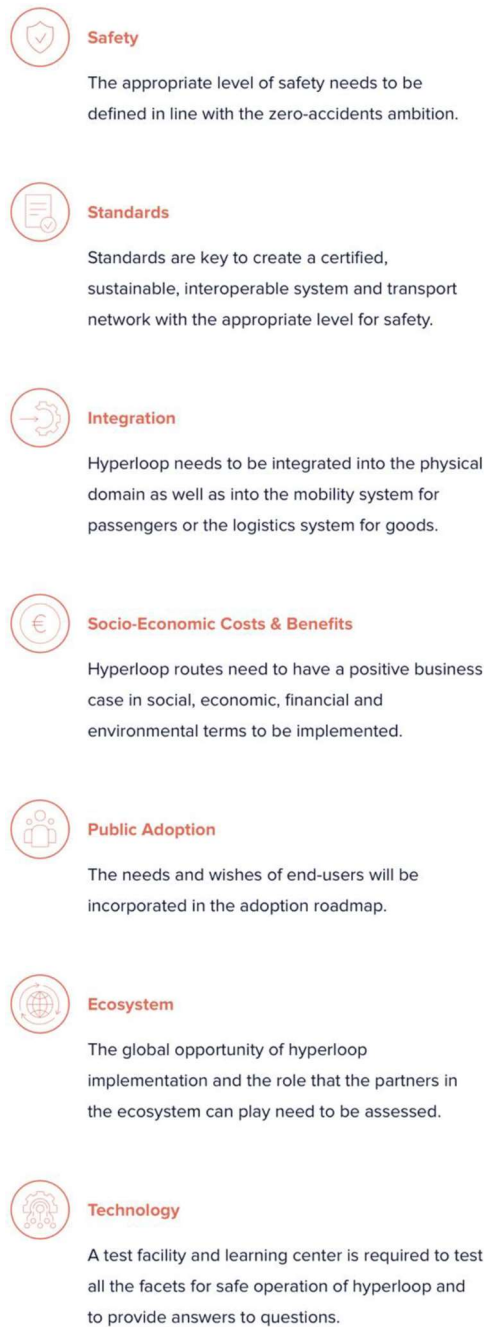 Safety
The appropriate level of safety needs to be
defined in line with the zero-accidents ambition.
Standards
Standards are key to create a certified,
sustainable, interoperable system and transport
network with the appropriate level for safety.
Integration
Hyperloop needs to be integrated into the physical
domain as well as into the mobility system for
passengers or the logistics system for goods.
€
Socio-Economic Costs & Benefits
Hyperloop routes need to have a positive business
case in social, economic, financial and
environmental terms to be implemented.
Public Adoption
The needs and wishes of end-users will be
incorporated in the adoption roadmap.
Ecosystem
The global opportunity of hyperloop
implementation and the role that the partners in
the ecosystem can play need to be assessed.
Technology
A test facility and learning center is required to test
all the facets for safe operation of hyperloop and
to provide answers to questions.